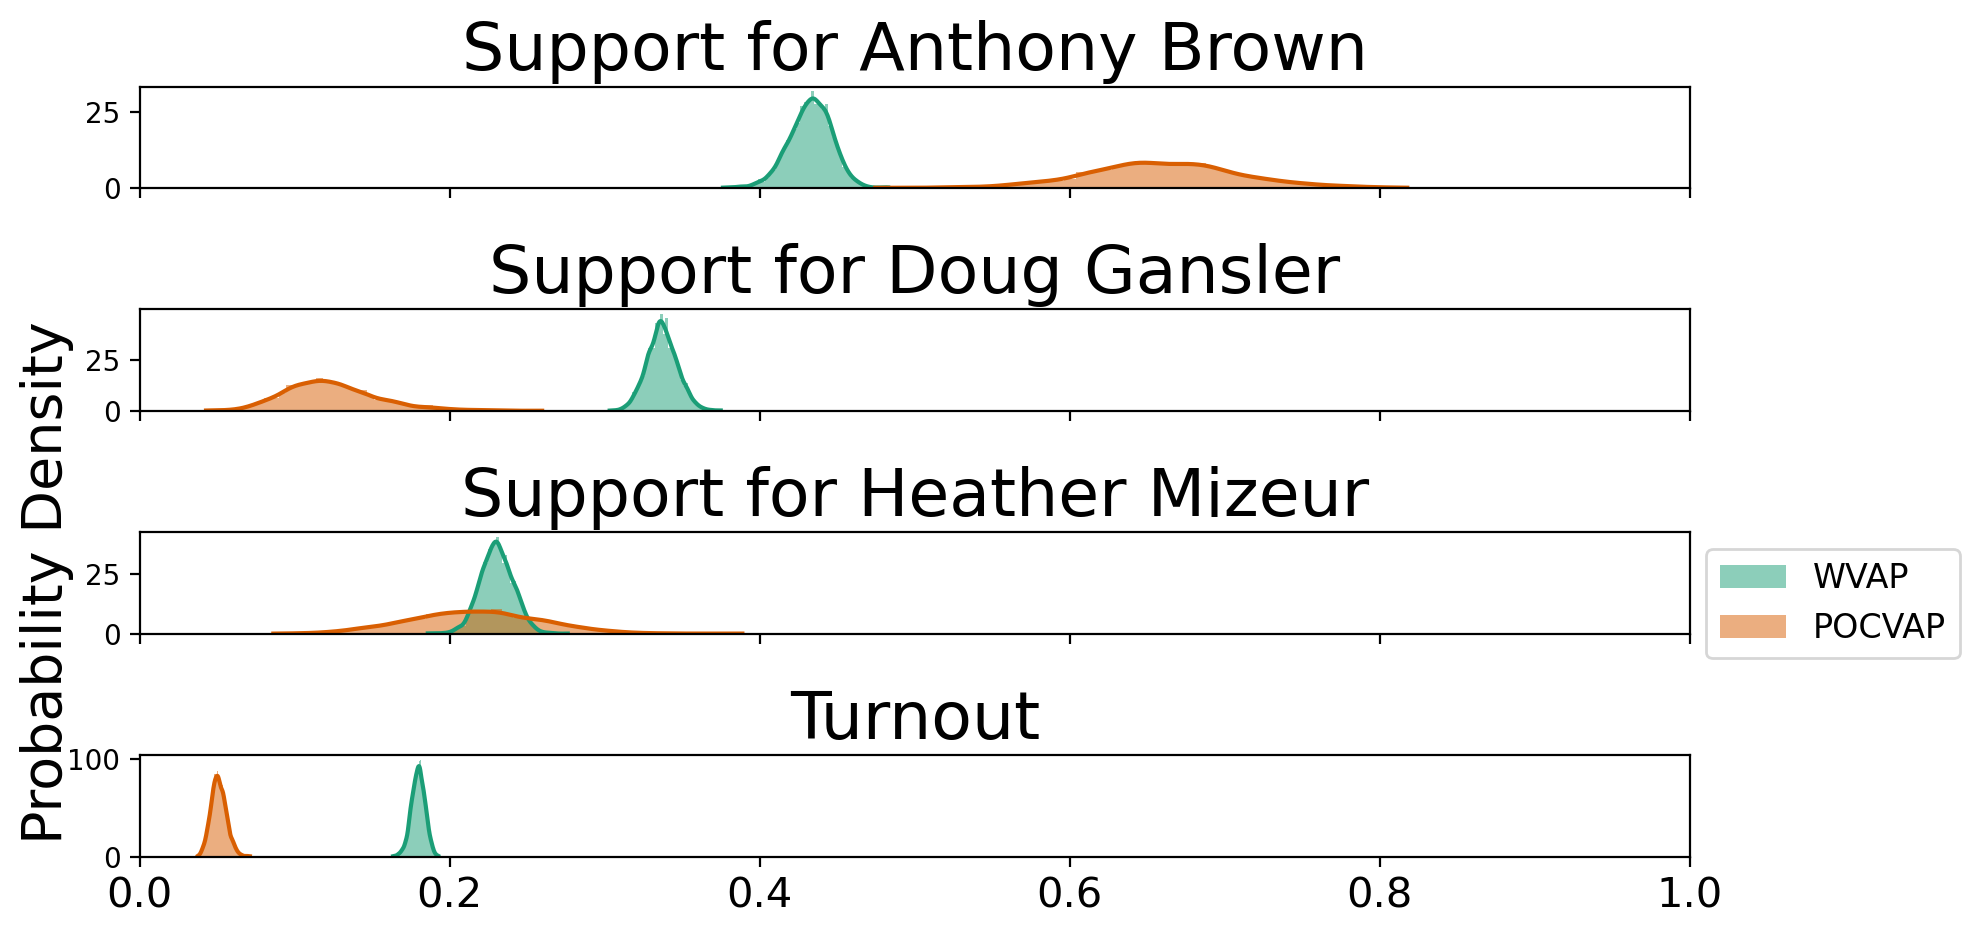 Support for Anthony Brown
25
0
Support for Doug Gansler
25
0
Support for Heather Mizeur
25
0
Turnout
100
0
0.0 0.2 0.4 0.6 0.8 1.0
Probability Density
WVAP
POCVAP